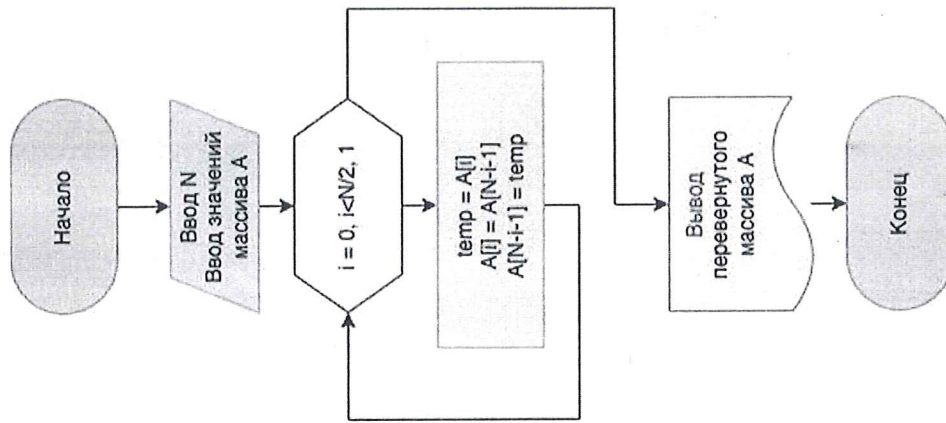 Начало
Ввод N
Ввод значений
массива A
i = 0, i<N/2, 1
temp = A[i]
A[i] = A[N-i-1]
A[N-i-1] = temp
Вывод
перевернутого
массива A
Конец